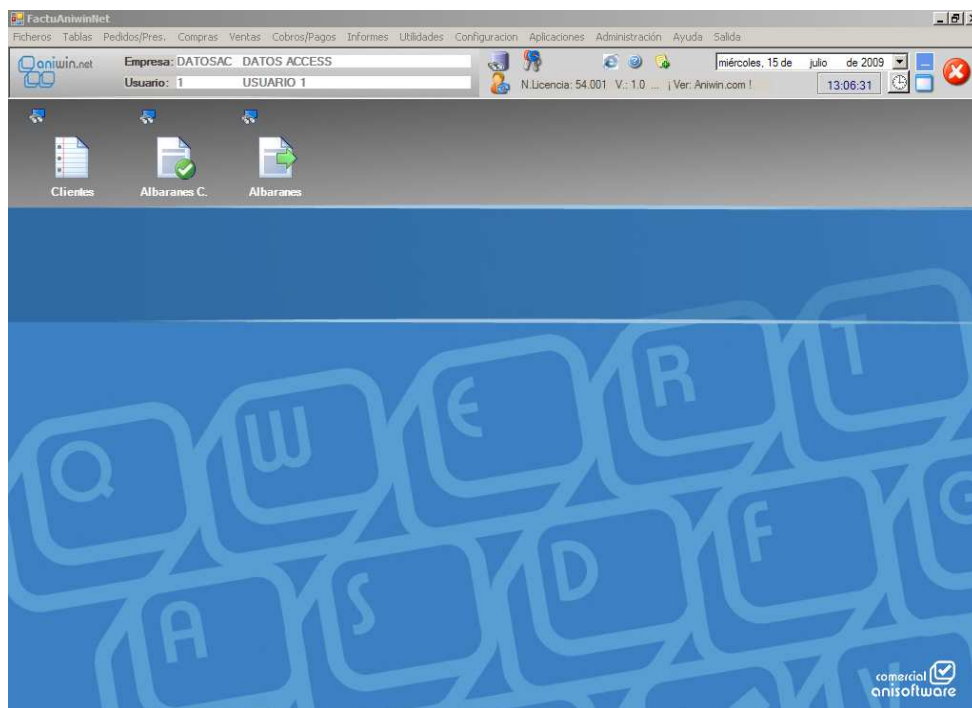 FactuAniwinNet
Ficheros Tablas Pedidos/Pres. Compras Ventas Cobros/Pagos Informes Utilidades Configuracion Aplicaciones Administración Ayuda Salida
aniwin.net Empresa: DATOSAC DATOS ACCESS miércoles, 15 de julio de 2009
Usuario: 1 USUARIO 1 N.Licencia: 54.001 V.: 1.0 ... ¡ Ver: Aniwin.com ! 13:06:31
Clientes Albaranes C. Albaranes
Q W E R T
A S D F G
comercial
anisoftware